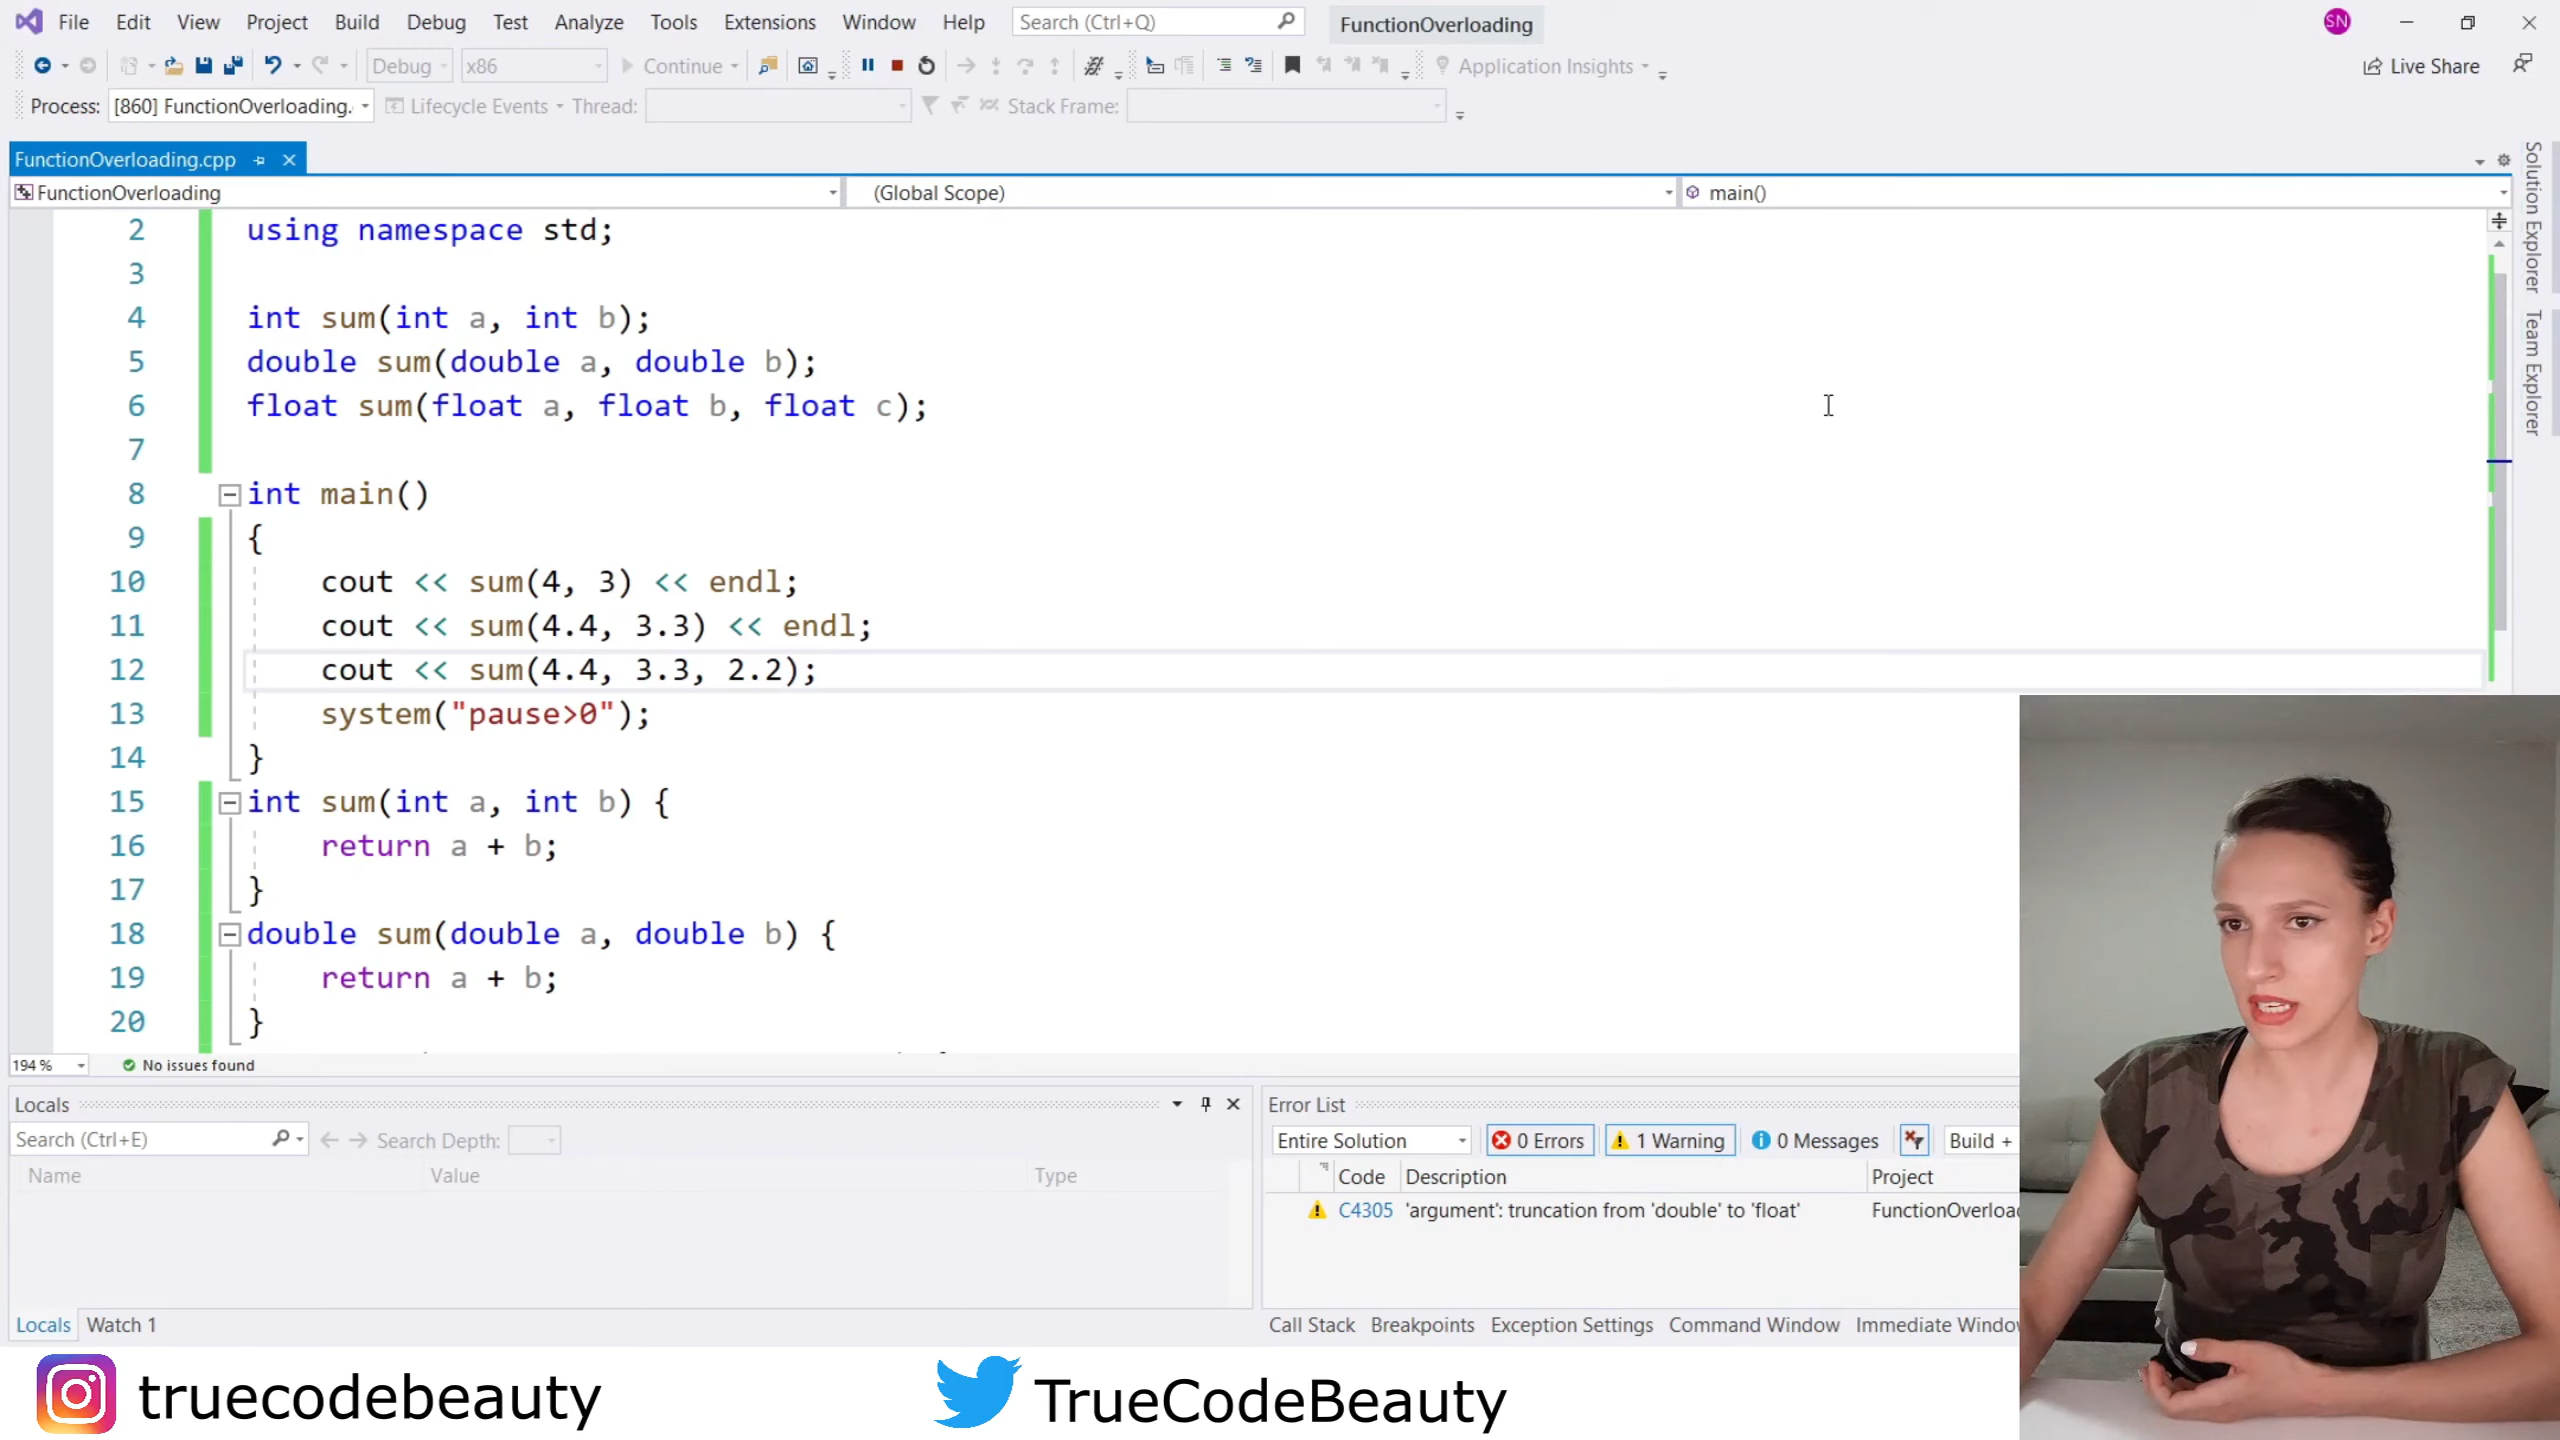 File Edit View Project Build Debug Test Analyze Tools Extensions Window Help Search (Ctrl+Q) FunctionOverloading SN
Debug x86 Continue Application Insights Live Share
Process: [860] FunctionOverloading. Lifecycle Events Thread: Stack Frame:
FunctionOverloading.cpp
FunctionOverloading (Global Scope) main()
2 using namespace std;
3
4 int sum(int a, int b);
5 double sum(double a, double b);
6 float sum(float a, float b, float c);
7
8 int main()
9 {
10 cout << sum(4, 3) << endl;
11 cout << sum(4.4, 3.3) << endl;
12 cout << sum(4.4, 3.3, 2.2);
13 system("pause>0");
14 }
15 int sum(int a, int b) {
16 return a + b;
17 }
18 double sum(double a, double b) {
19 return a + b;
20 }
Solution Explorer
Team Explorer
194 % No issues found
Locals
Search (Ctrl+E) Search Depth:
Name Value Type
Locals Watch 1
Error List
Entire Solution 0 Errors 1 Warning 0 Messages Build +
Code Description Project
C4305 'argument': truncation from 'double' to 'float' FunctionOverloa
Call Stack Breakpoints Exception Settings Command Window Immediate Windo
truecodebeauty
TrueCodeBeauty